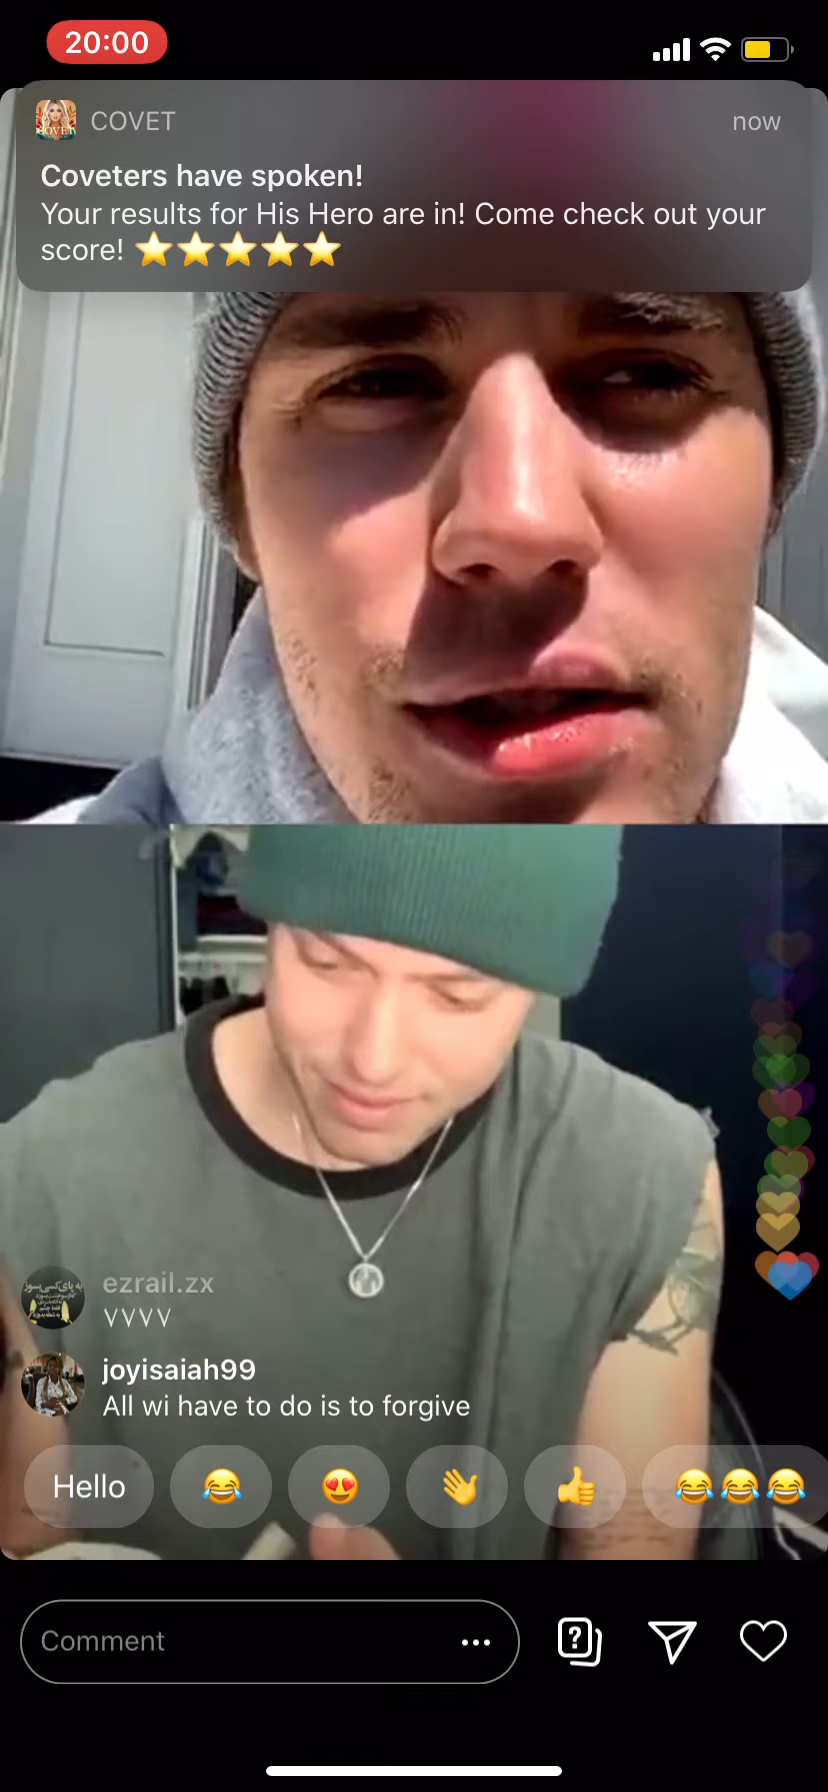 20:00
COVET
now
Coveters have spoken!
Your results for His Hero are in! Come check out your
score! ⭐⭐⭐⭐⭐
ezrail.zx
۷۷۷۷
joyisaiah99
All wi have to do is to forgive
Hello 😂 😍 👋 👍 😂😂😂
Comment